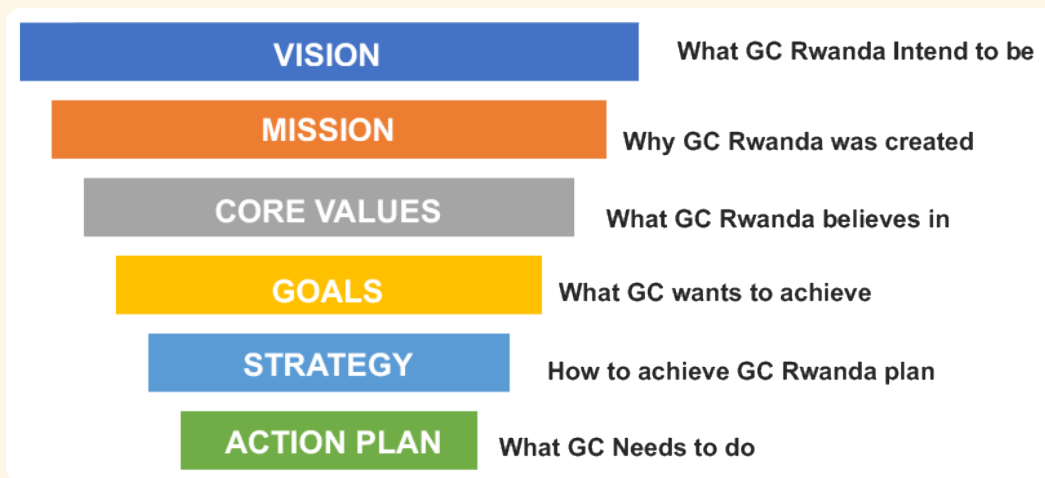 VISION
What GC Rwanda Intend to be
MISSION
Why GC Rwanda was created
CORE VALUES
What GC Rwanda believes in
GOALS
What GC wants to achieve
STRATEGY
How to achieve GC Rwanda plan
ACTION PLAN
What GC Needs to do